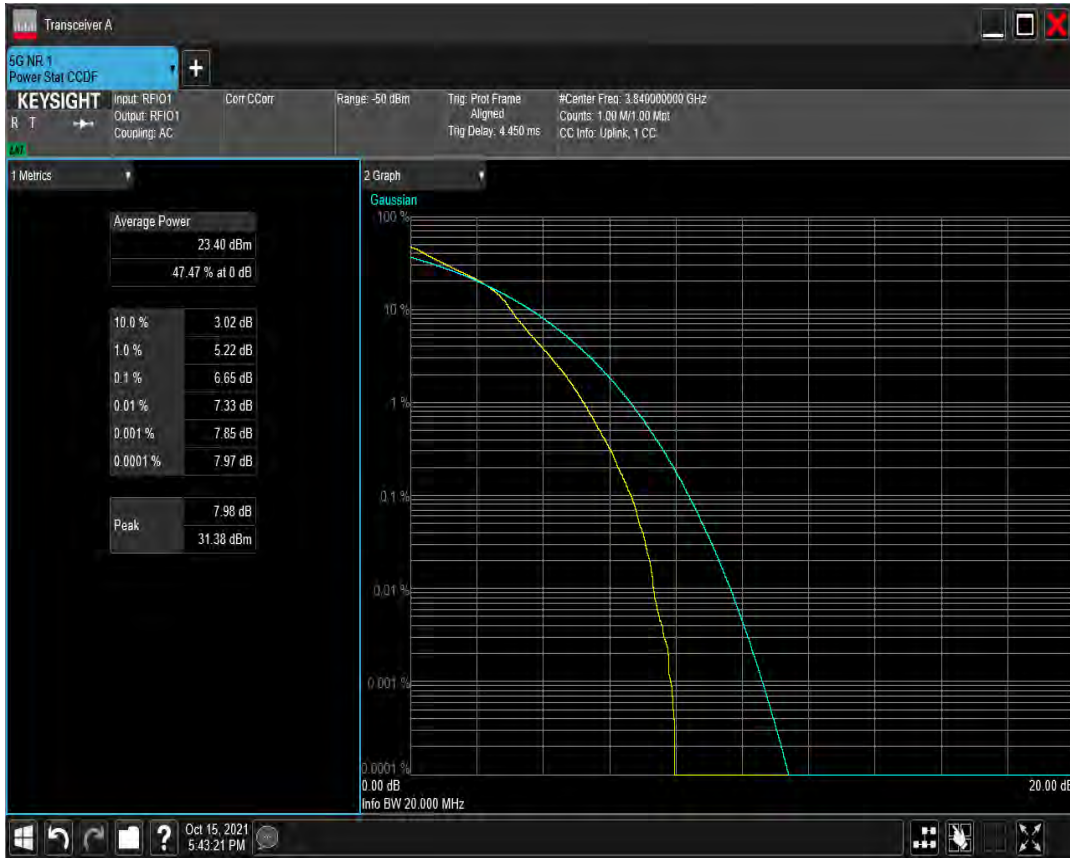 Transceiver A
5G NR 1
Power Stat CCDF
+
KEYSIGHT
R T
LXI
Input: RFIO1
Output: RFIO1
Coupling: AC
Corr CCorr
Range: -50 dBm
Trig: Prot Frame
Aligned
Trig Delay: 4.450 ms
#Center Freq: 3.840000000 GHz
Counts: 1.00 M/1.00 Mpt
CC Info: Uplink, 1 CC
1 Metrics
Average Power
23.40 dBm
47.47 % at 0 dB
10.0 % 3.02 dB
1.0 % 5.22 dB
0.1 % 6.65 dB
0.01 % 7.33 dB
0.001 % 7.85 dB
0.0001 % 7.97 dB
Peak 7.98 dB
31.38 dBm
2 Graph
Gaussian
100 %
10 %
1 %
0.1 %
0.01 %
0.001 %
0.0001 %
0.00 dB
20.00 dB
Info BW 20.000 MHz
?
Oct 15, 2021
5:43:21 PM